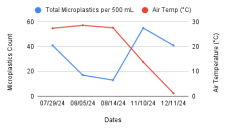 Total Microplastics per 500 mL
Air Temp (°C)
60
40
20
0
30
20
10
0
Microplastics Count
Air Temperature (°C)
07/29/24
08/05/24
08/14/24
11/10/24
12/11/24
Dates